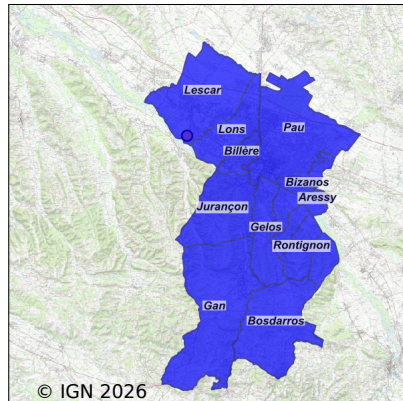 Lescar
Lons
Pau
Billère
Bizanos
Aressy
Jurançon
Gelos
Rontignon
Gan
Bosdarros
© IGN 2026